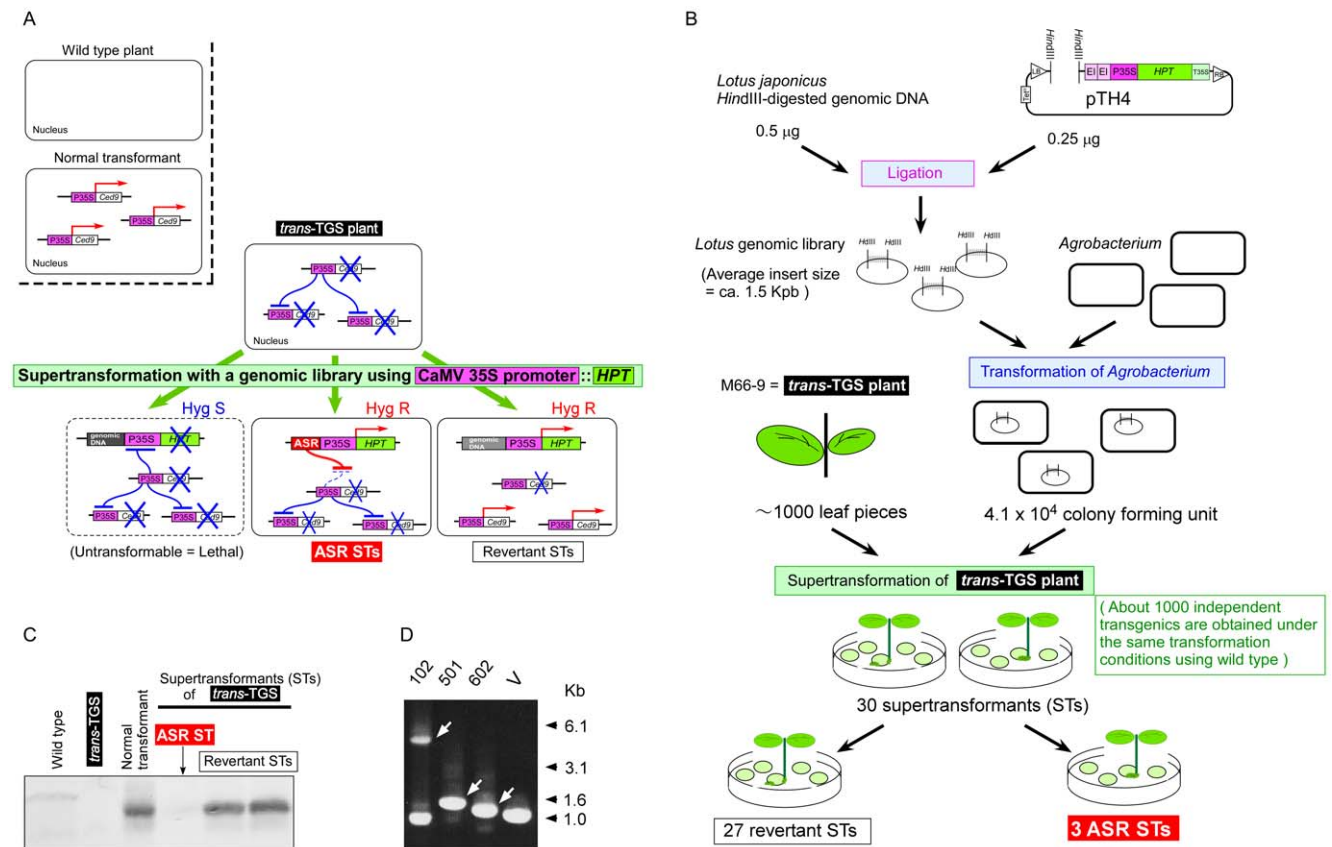 A
Wild type plant
Nucleus
Normal transformant
P35S Ced9
P35S Ced9
P35S Ced9
Nucleus
trans-TGS plant
P35S Ced9
P35S Ced9
P35S Ced9
Nucleus
Supertransformation with a genomic library using CaMV 35S promoter::HPT
Hyg S
genomic DNA P35S HPT
P35S Ced9
P35S Ced9
P35S Ced9
(Untransformable = Lethal)
Hyg R
ASR P35S HPT
P35S Ced9
P35S Ced9
P35S Ced9
ASR STs
Hyg R
genomic DNA P35S HPT
P35S Ced9
P35S Ced9
P35S Ced9
Revertant STs
B
Lotus japonicus
HindIII-digested genomic DNA
0.5 μg
HindIII
HindIII
LB
EI EI P35S HPT T35S
RB
Tet^r
pTH4
0.25 μg
Ligation
Lotus genomic library
(Average insert size
= ca. 1.5 Kpb )
HdIII HdIII
HdIII HdIII
HdIII HdIII
Agrobacterium
Transformation of Agrobacterium
M66-9 = trans-TGS plant
~1000 leaf pieces
4.1 x 10^4 colony forming unit
Supertransformation of trans-TGS plant
( About 1000 independent
transgenics are obtained under
the same transformation
conditions using wild type )
30 supertransformants (STs)
27 revertant STs
3 ASR STs
C
Wild type
trans-TGS
Normal
transformant
Supertransformants (STs)
of trans-TGS
ASR ST
Revertant STs
D
102
501
602
V
Kb
6.1
3.1
1.6
1.0